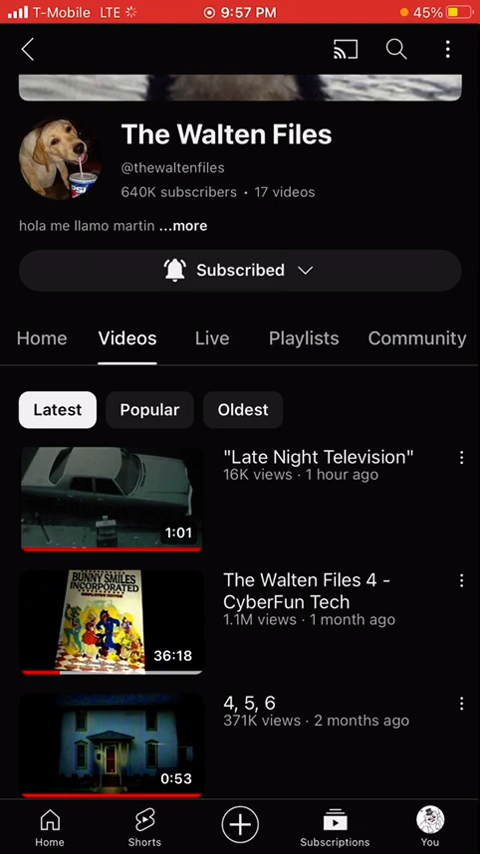 T-Mobile LTE 9:57 PM 45%
The Walten Files
@thewaltenfiles
640K subscribers • 17 videos
hola me llamo martin ...more
Subscribed
Home Videos Live Playlists Community
Latest Popular Oldest
"Late Night Television"
16K views · 1 hour ago
1:01
The Walten Files 4 -
CyberFun Tech
1.1M views · 1 month ago
BUNNY SMILES
INCORPORATED
36:18
4, 5, 6
371K views · 2 months ago
0:53
Home Shorts Subscriptions You